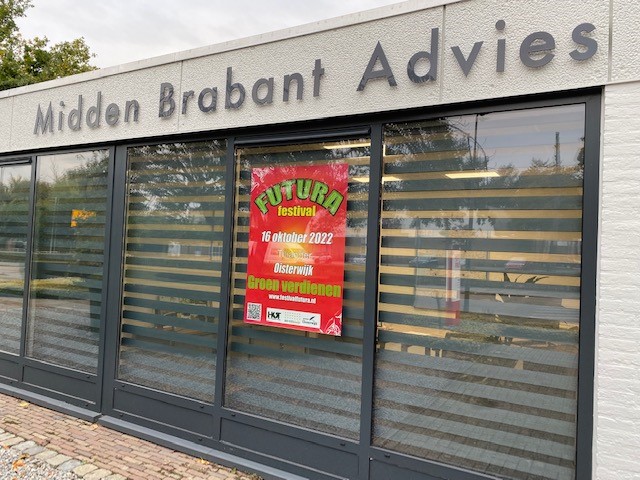 Midden Brabant Advies
FUTURA
festival
16 oktober 2022
Oisterwijk
Groen verdienen
www.festivalfutura.nl